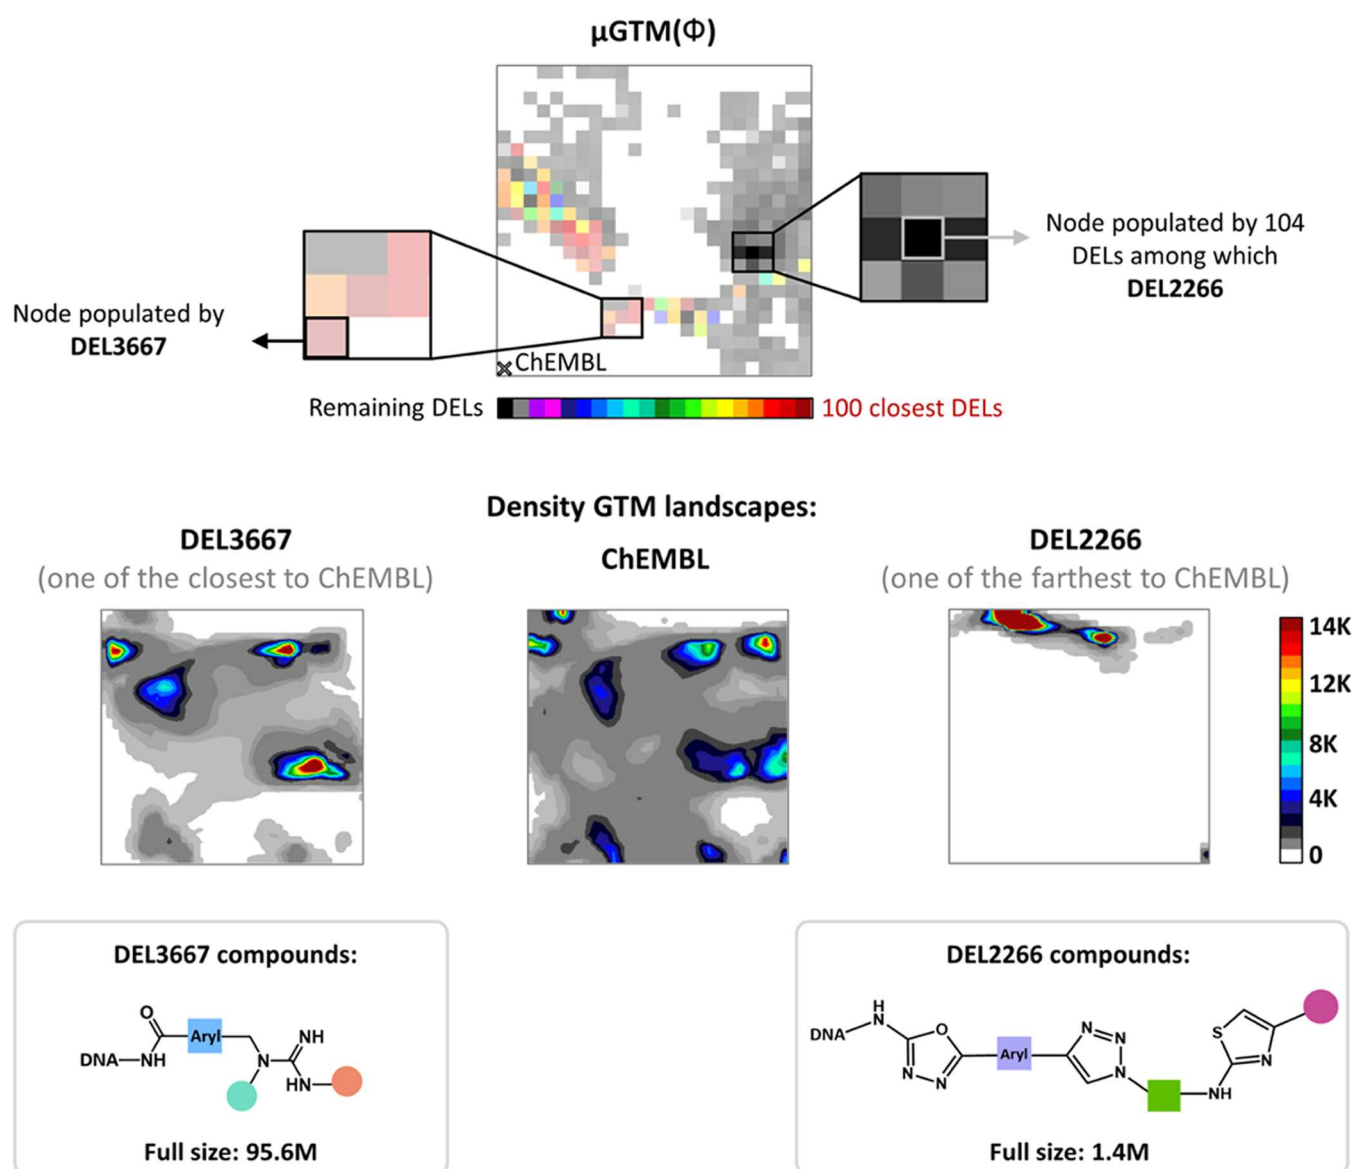 μGTM(Φ)
Node populated by
DEL3667
Node populated by 104
DELs among which
DEL2266
ChEMBL
Remaining DELs
100 closest DELs
Density GTM landscapes:
DEL3667
(one of the closest to ChEMBL)
ChEMBL
DEL2266
(one of the farthest to ChEMBL)
14K
12K
8K
4K
0
DEL3667 compounds:
O
Aryl
NH
DNA
NH
N
HN
Full size: 95.6M
DEL2266 compounds:
DNA
H
N
O
N
N
Aryl
N
N
N
S
N
NH
Full size: 1.4M